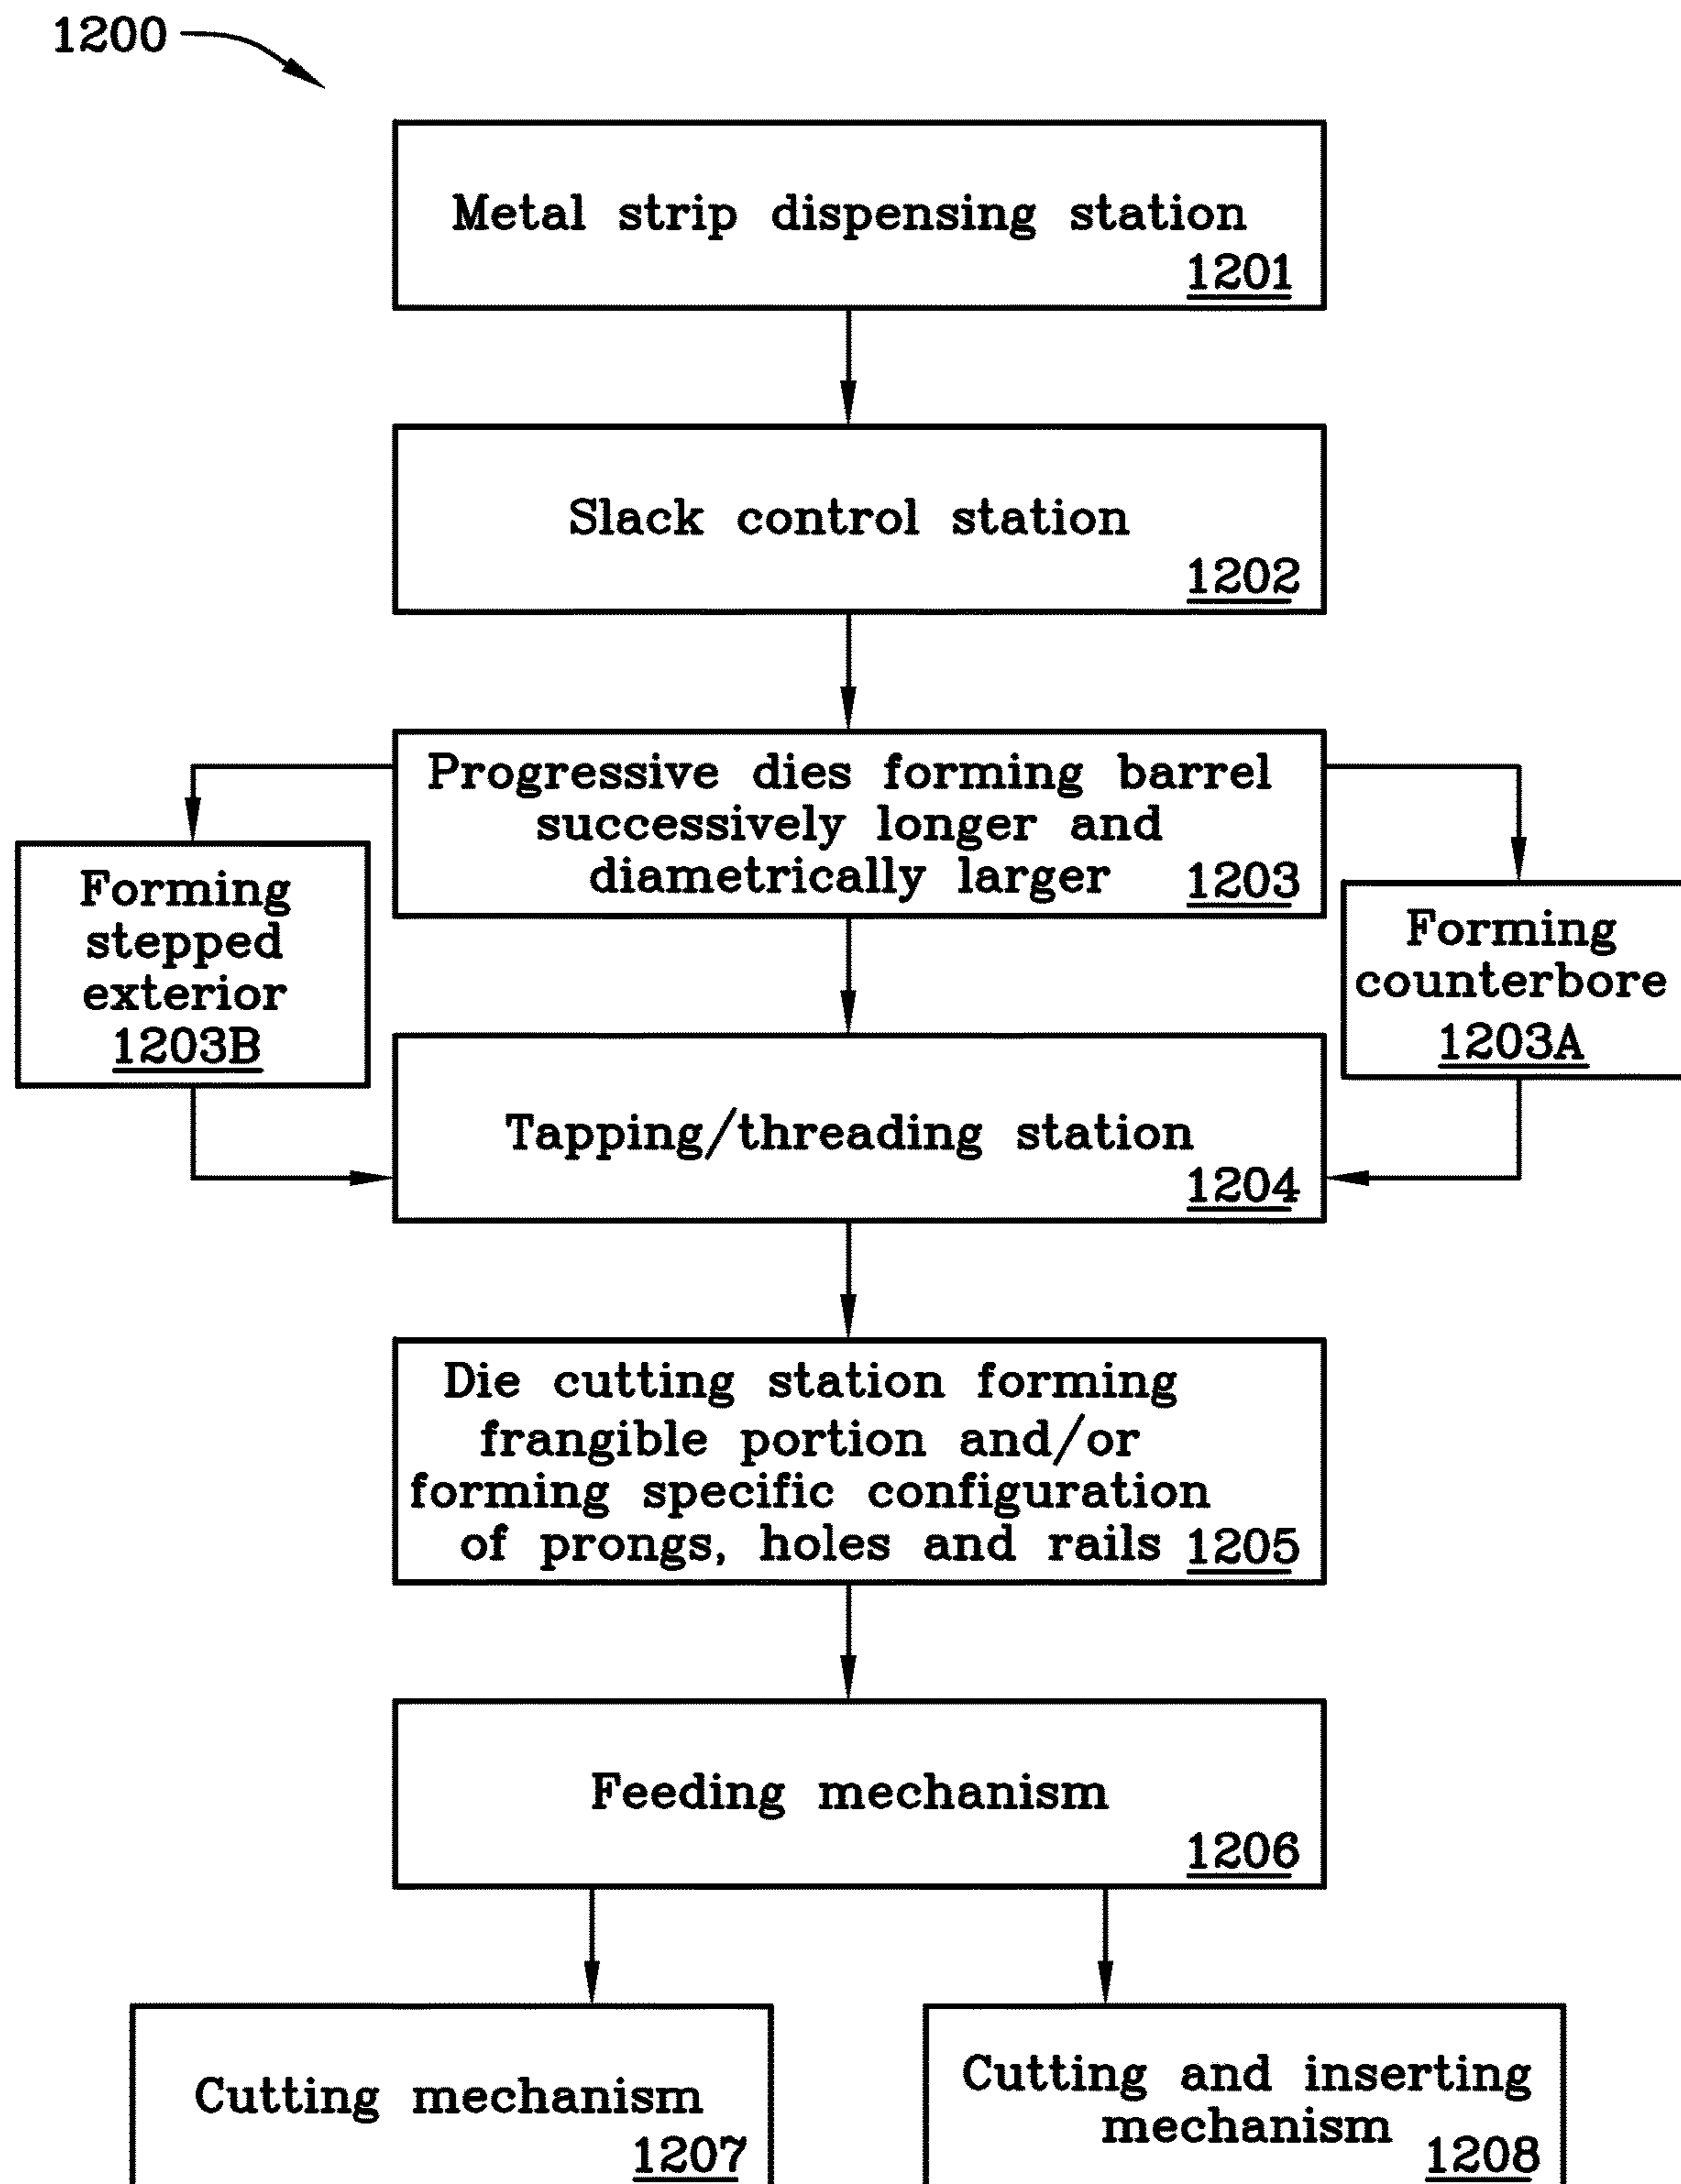 1200
Metal strip dispensing station
1201
Slack control station
1202
Progressive dies forming barrel
successively longer and
diametrically larger 1203
Forming
stepped
exterior
1203B
Forming
counterbore
1203A
Tapping/threading station
1204
Die cutting station forming
frangible portion and/or
forming specific configuration
of prongs, holes and rails 1205
Feeding mechanism
1206
Cutting mechanism
1207
Cutting and inserting
mechanism 1208